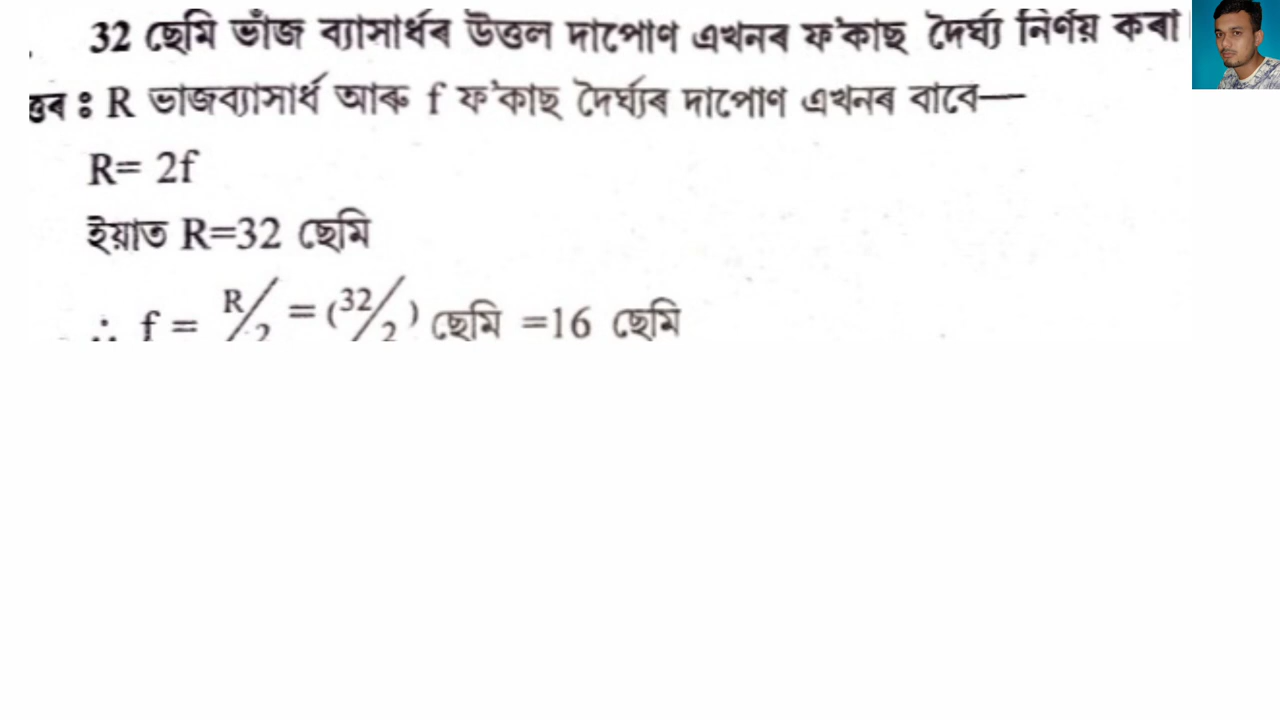 32 ছেমি ভাঁজ ব্যাসাৰ্ধৰ উত্তল দাপোণ এখনৰ ফ'কাছ দৈৰ্ঘ্য নিৰ্ণয় কৰা।
ত্তৰ ঃ R ভাজব্যাসাৰ্ধ আৰু f ফ'কাছ দৈৰ্ঘ্যৰ দাপোণ এখনৰ বাবে—
R= 2f
ইয়াত R=32 ছেমি
∴ f = R/2 = (32/2) ছেমি =16 ছেমি